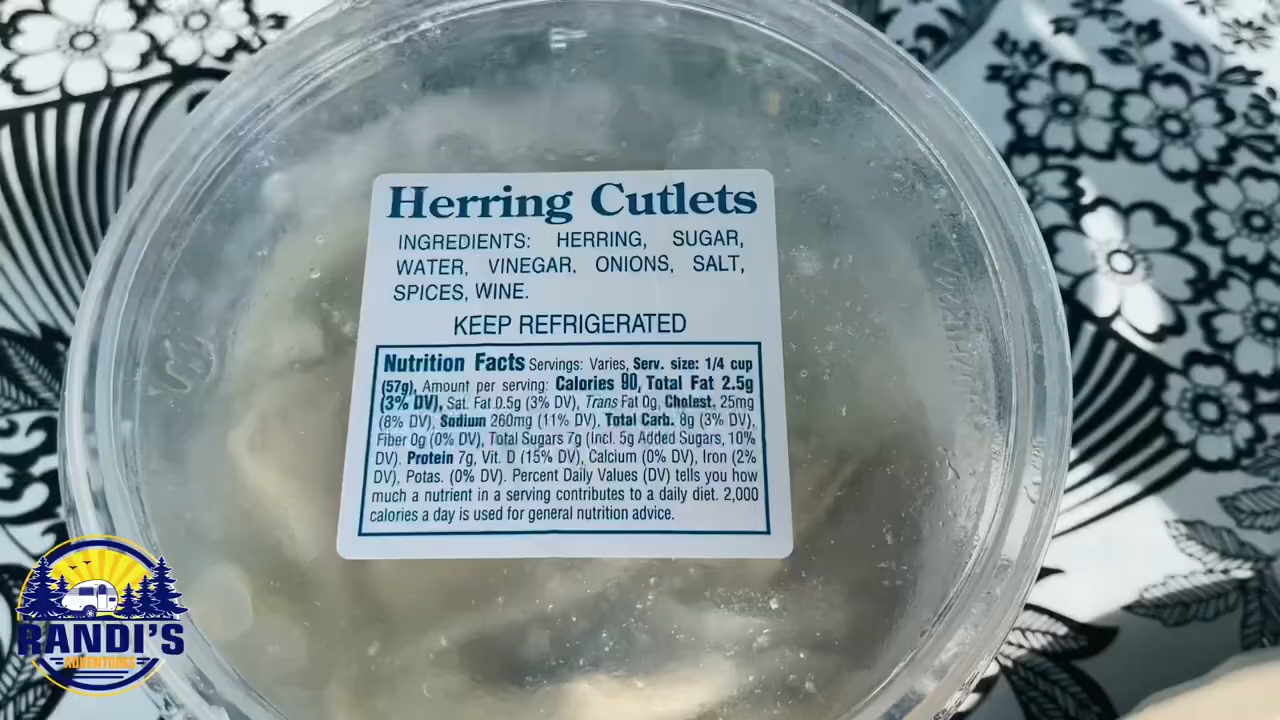 Herring Cutlets
INGREDIENTS: HERRING, SUGAR,
WATER, VINEGAR, ONIONS, SALT,
SPICES, WINE.
KEEP REFRIGERATED
Nutrition Facts Servings: Varies, Serv. size: 1/4 cup
(57g), Amount per serving: Calories 90, Total Fat 2.5g
(3% DV), Sat. Fat 0.5g (3% DV), Trans Fat 0g, Cholest. 25mg
(8% DV), Sodium 260mg (11% DV), Total Carb. 8g (3% DV),
Fiber 0g (0% DV), Total Sugars 7g (Incl. 5g Added Sugars, 10%
DV). Protein 7g, Vit. D (15% DV), Calcium (0% DV), Iron (2%
DV), Potas. (0% DV). Percent Daily Values (DV) tells you how
much a nutrient in a serving contributes to a daily diet. 2,000
calories a day is used for general nutrition advice.
RANDI'S
ADVENTURES